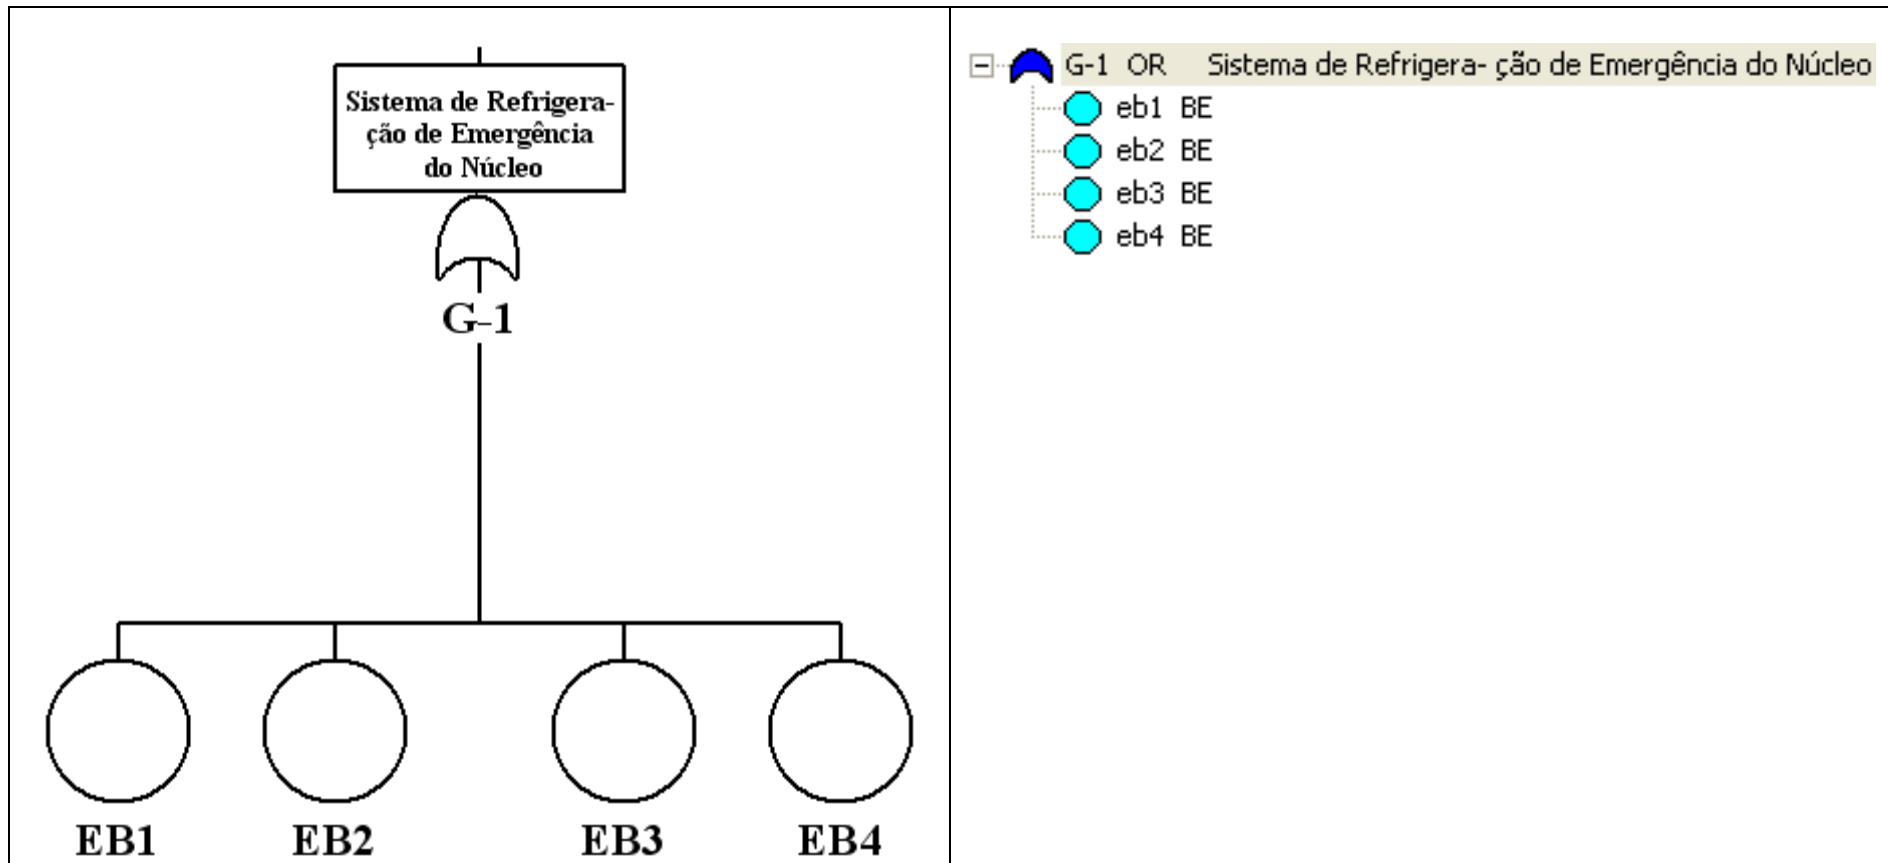 Sistema de Refrigera-
ção de Emergência
do Núcleo
G-1
EB1 EB2 EB3 EB4
G-1 OR Sistema de Refrigera- ção de Emergência do Núcleo
eb1 BE
eb2 BE
eb3 BE
eb4 BE